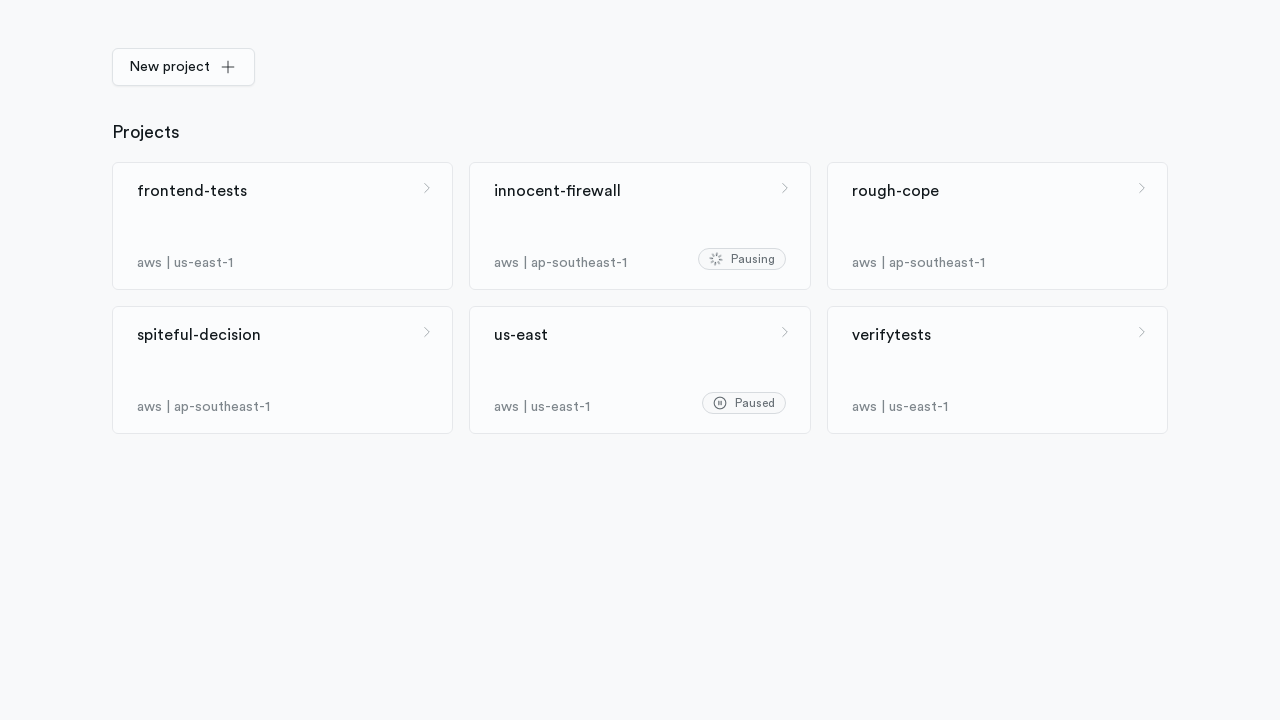 New project
Projects
frontend-tests
aws | us-east-1
innocent-firewall
aws | ap-southeast-1
Pausing
rough-cope
aws | ap-southeast-1
spiteful-decision
aws | ap-southeast-1
us-east
aws | us-east-1
Paused
verifytests
aws | us-east-1